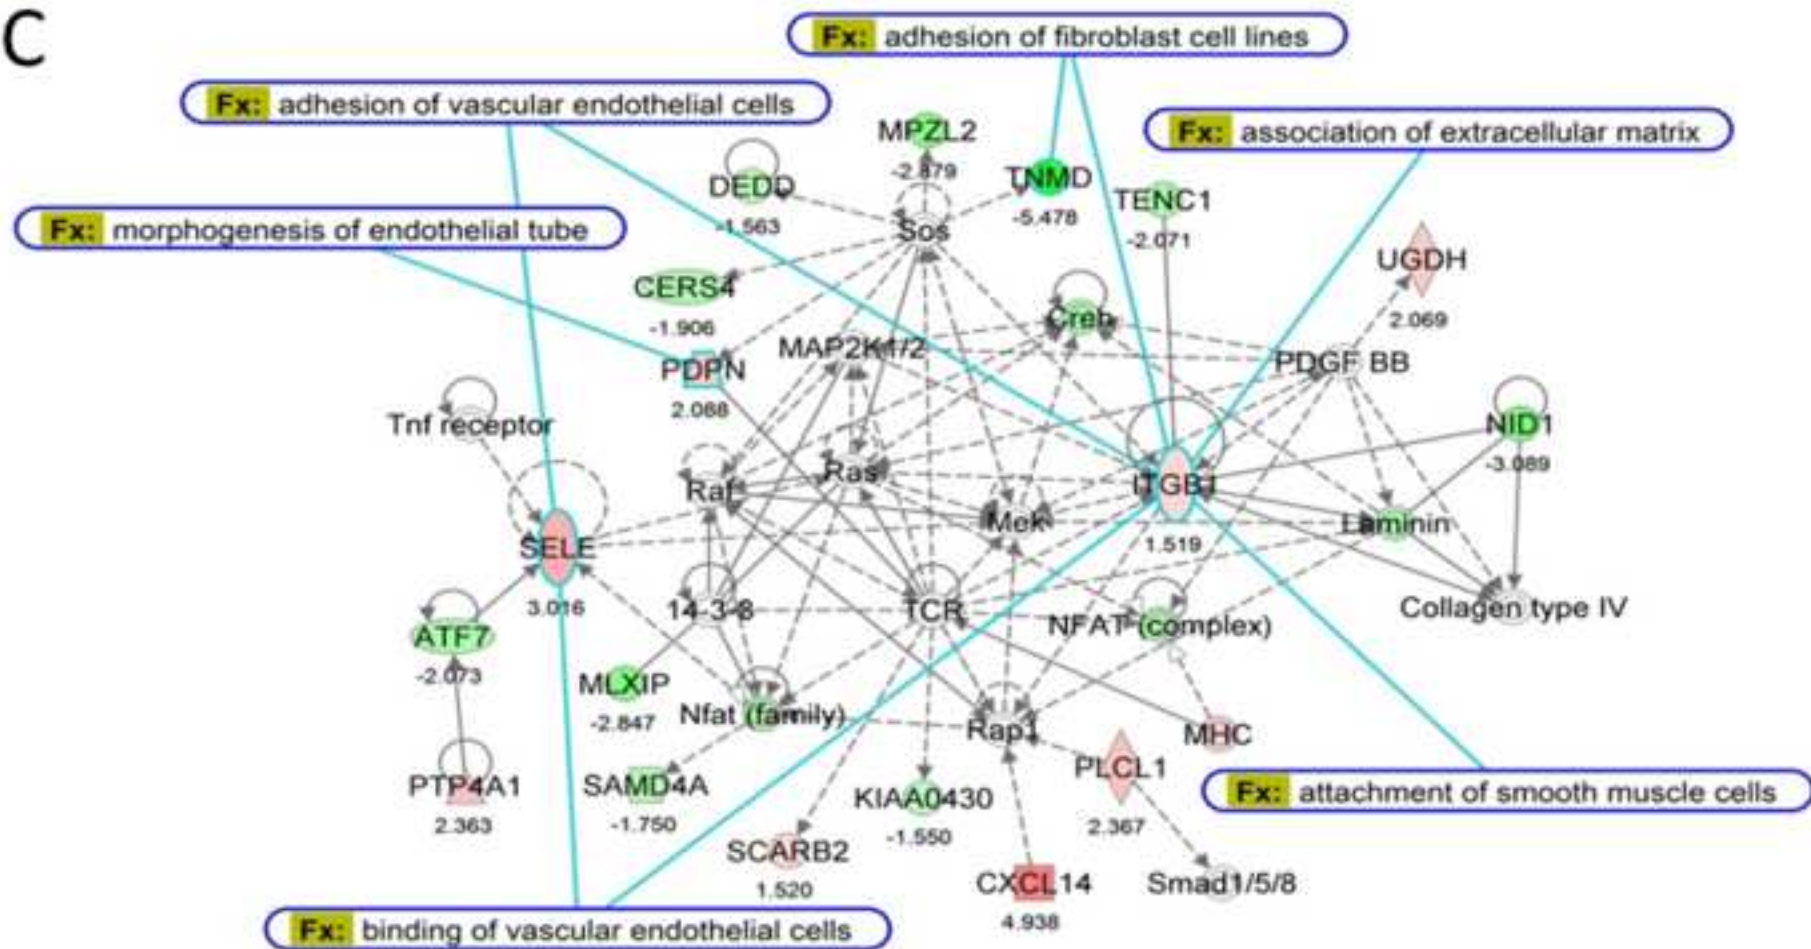 C
Fx: adhesion of fibroblast cell lines
Fx: adhesion of vascular endothelial cells
Fx: association of extracellular matrix
MPZL2
-2.879
DEDD
-1.563
TNMD
-5.478
TENC1
-2.071
Fx: morphogenesis of endothelial tube
Sos
UGDH
2.069
CERS4
-1.906
Creb
MAP2K1/2
PDGF BB
PDPN
2.088
Tnf receptor
NID1
-3.089
Raf
Ras
ITGB1
1.519
Mek
Laminin
SELE
3.016
14-3-3
TCR
NFAT (complex)
Collagen type IV
ATF7
-2.073
MLXIP
-2.847
Nfat (family)
Rap1
MHC
PTP4A1
2.363
SAMD4A
-1.750
KIAA0430
-1.550
PLCL1
2.367
Fx: attachment of smooth muscle cells
SCARB2
1.520
CXCL14
4.938
Smad1/5/8
Fx: binding of vascular endothelial cells